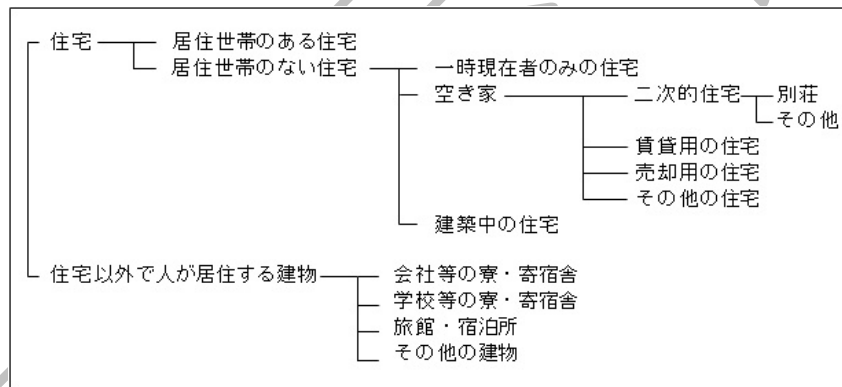 住宅 居住世帯のある住宅
居住世帯のない住宅 一時現在者のみの住宅
空き家 二次的住宅 別荘
その他
賃貸用の住宅
売却用の住宅
その他の住宅
建築中の住宅
住宅以外で人が居住する建物 会社等の寮・寄宿舎
学校等の寮・寄宿舎
旅館・宿泊所
その他の建物